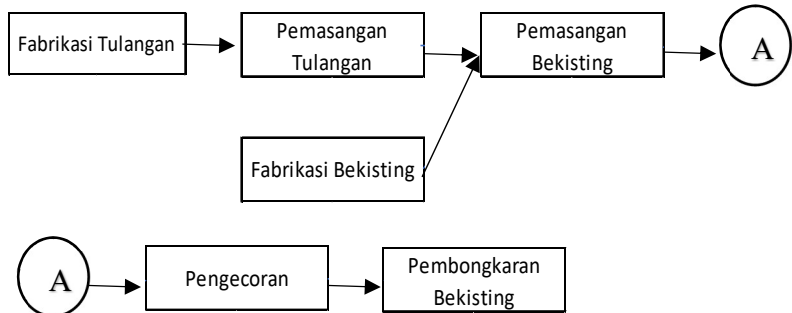 Fabrikasi Tulangan
Pemasangan
Tulangan
Pemasangan
Bekisting
A
Fabrikasi Bekisting
A
Pengecoran
Pembongkaran
Bekisting